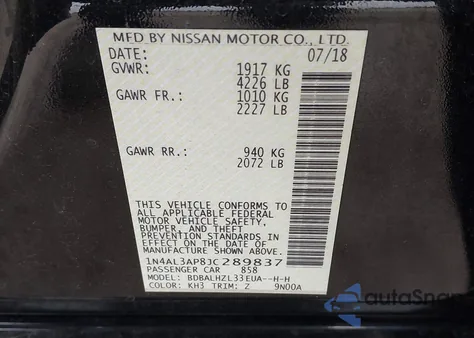 MFD BY NISSAN MOTOR CO., LTD.
DATE: 07/18
GVWR: 1917 KG
4226 LB
GAWR FR.: 1010 KG
2227 LB
GAWR RR.: 940 KG
2072 LB
THIS VEHICLE CONFORMS TO
ALL APPLICABLE FEDERAL
MOTOR VEHICLE SAFETY,
BUMPER, AND THEFT
PREVENTION STANDARDS IN
EFFECT ON THE DATE OF
MANUFACTURE SHOWN ABOVE.
1N4AL3AP8JC289837
PASSENGER CAR 858
MODEL: BDBALHZL33EUA--H-H
COLOR: KH3 TRIM: Z 9N00A